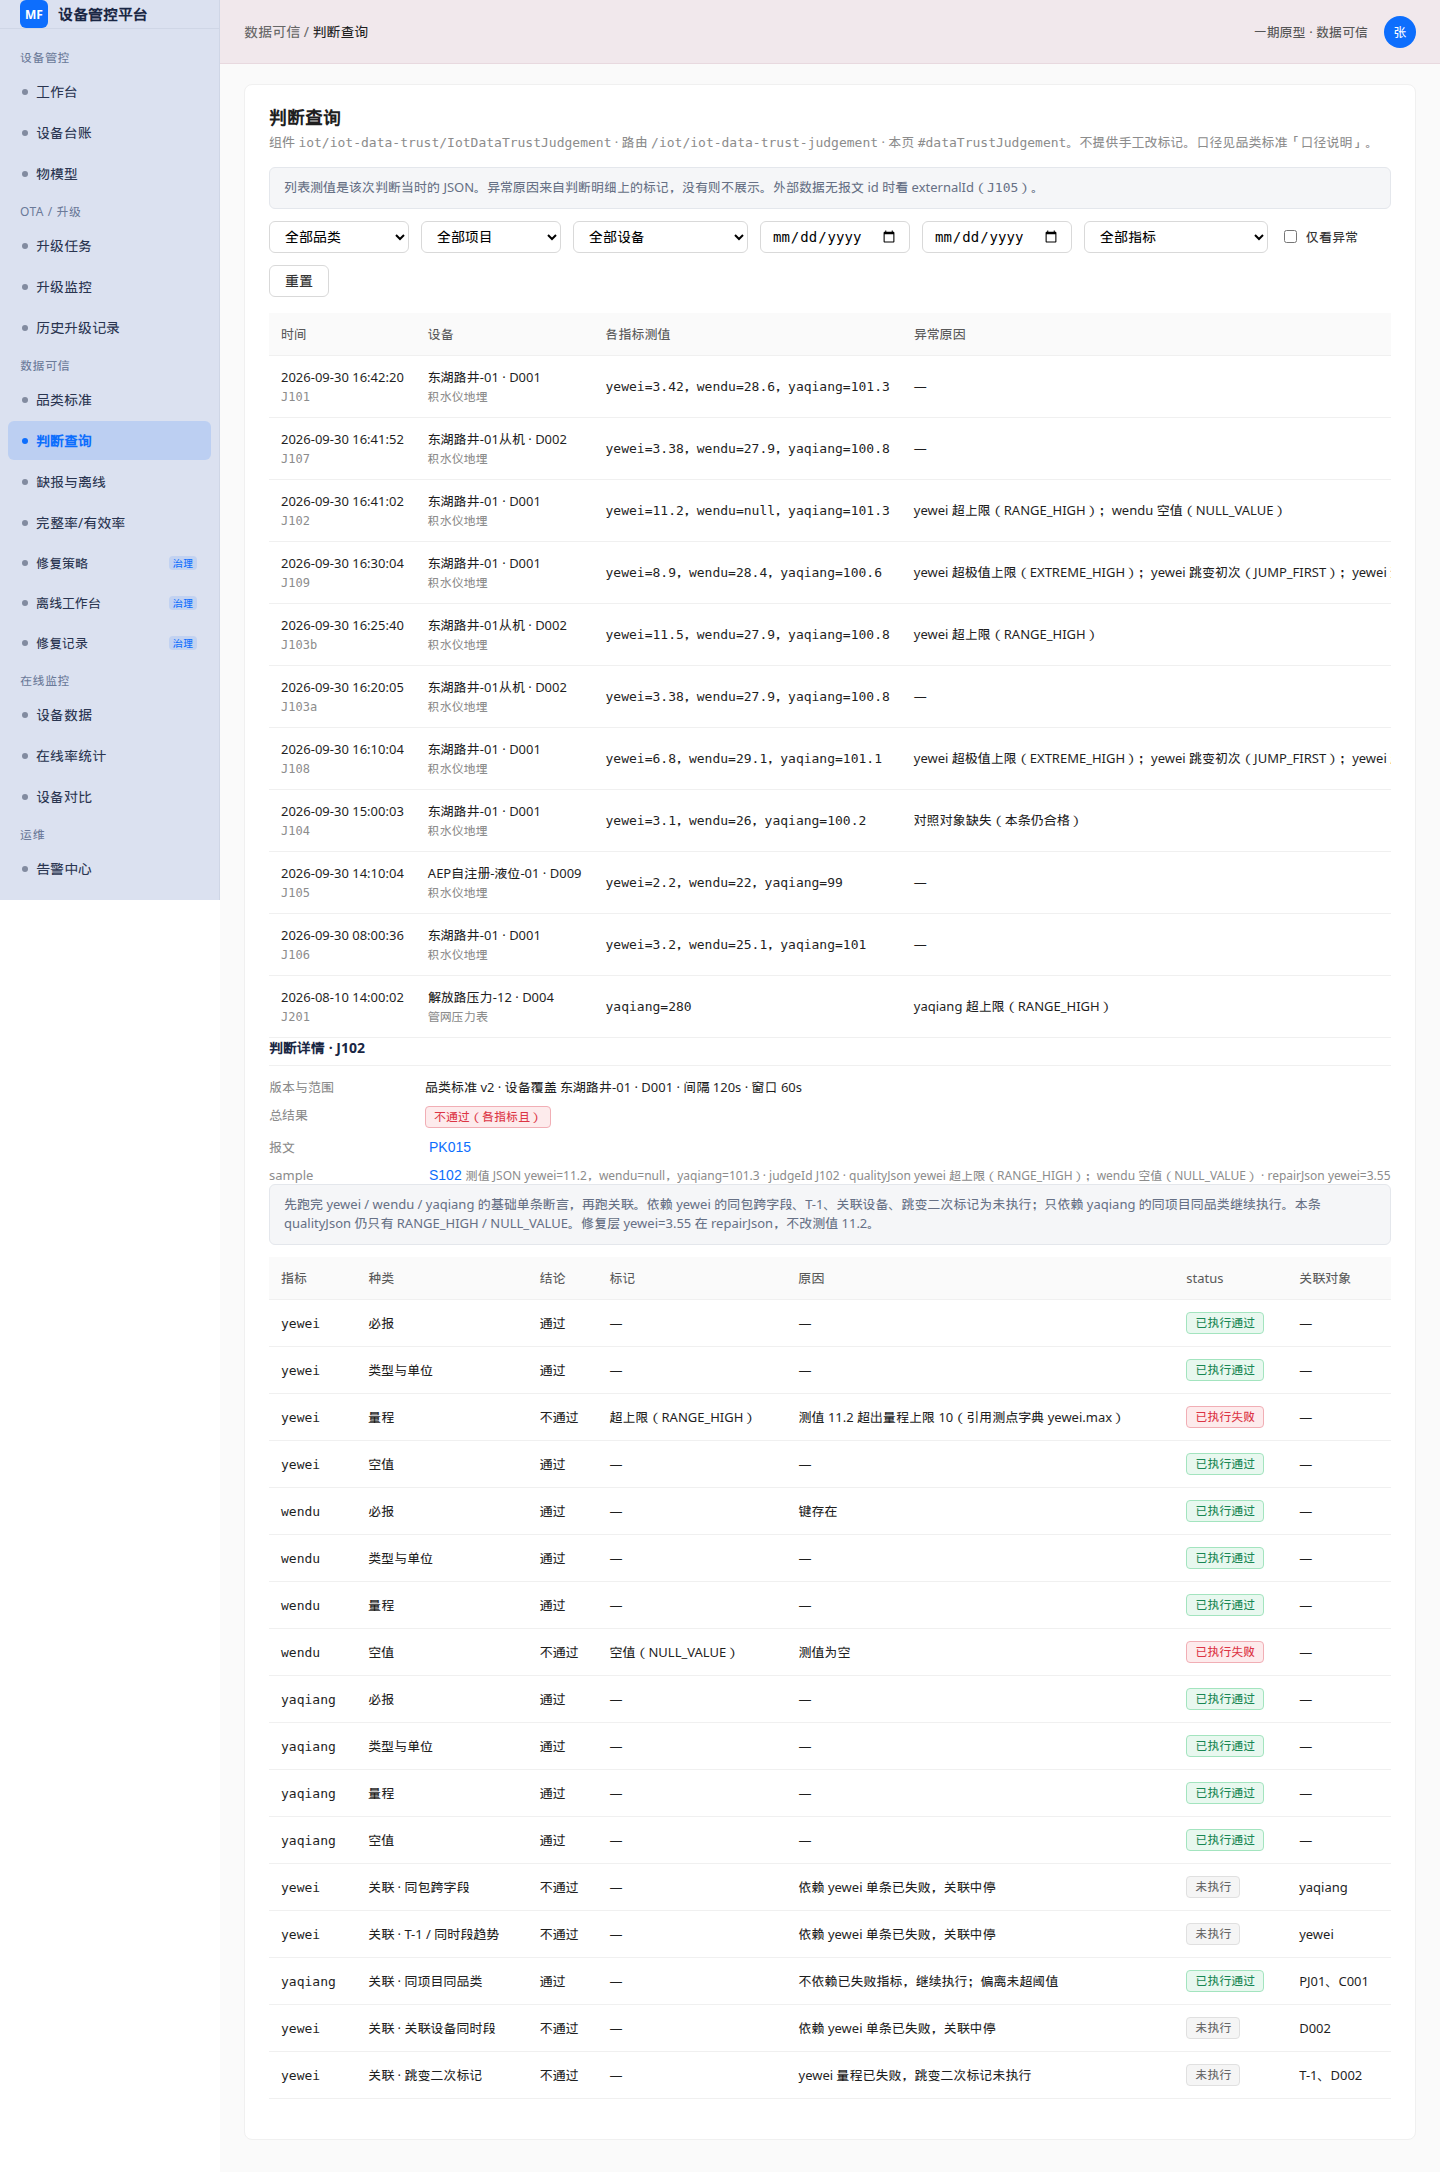 MF 设备管控平台
设备管控
工作台
设备台账
物模型
OTA / 升级
升级任务
升级监控
历史升级记录
数据可信
品类标准
判断查询
缺报与离线
完整率/有效率
修复策略 治理
离线工作台 治理
修复记录 治理
在线监控
设备数据
在线率统计
设备对比
运维
告警中心
数据可信 / 判断查询
一期原型 · 数据可信 张
判断查询
组件 iot/iot-data-trust/IotDataTrustJudgement · 路由 /iot/iot-data-trust-judgement · 本页 #dataTrustJudgement。不提供手工改标记。口径见品类标准「口径说明」。
列表测值是该次判断当时的 JSON。异常原因来自判断明细上的标记，没有则不展示。外部数据无报文 id 时看 externalId（J105）。
全部品类 全部项目 全部设备 mm/dd/yyyy mm/dd/yyyy 全部指标 仅看异常
重置
时间 设备 各指标测值 异常原因
2026-09-30 16:42:20 东湖路井-01 · D001 yewei=3.42，wendu=28.6，yaqiang=101.3 —
J101 积水仪地埋
2026-09-30 16:41:52 东湖路井-01从机 · D002 yewei=3.38，wendu=27.9，yaqiang=100.8 —
J107 积水仪地埋
2026-09-30 16:41:02 东湖路井-01 · D001 yewei=11.2，wendu=null，yaqiang=101.3 yewei 超上限（RANGE_HIGH）；wendu 空值（NULL_VALUE）
J102 积水仪地埋
2026-09-30 16:30:04 东湖路井-01 · D001 yewei=8.9，wendu=28.4，yaqiang=100.6 yewei 超极值上限（EXTREME_HIGH）；yewei 跳变初次（JUMP_FIRST）；yewei
J109 积水仪地埋
2026-09-30 16:25:40 东湖路井-01从机 · D002 yewei=11.5，wendu=27.9，yaqiang=100.8 yewei 超上限（RANGE_HIGH）
J103b 积水仪地埋
2026-09-30 16:20:05 东湖路井-01从机 · D002 yewei=3.38，wendu=27.9，yaqiang=100.8 —
J103a 积水仪地埋
2026-09-30 16:10:04 东湖路井-01 · D001 yewei=6.8，wendu=29.1，yaqiang=101.1 yewei 超极值上限（EXTREME_HIGH）；yewei 跳变初次（JUMP_FIRST）；yewei
J108 积水仪地埋
2026-09-30 15:00:03 东湖路井-01 · D001 yewei=3.1，wendu=26，yaqiang=100.2 对照对象缺失（本条仍合格）
J104 积水仪地埋
2026-09-30 14:10:04 AEP自注册-液位-01 · D009 yewei=2.2，wendu=22，yaqiang=99 —
J105 积水仪地埋
2026-09-30 08:00:36 东湖路井-01 · D001 yewei=3.2，wendu=25.1，yaqiang=101 —
J106 积水仪地埋
2026-08-10 14:00:02 解放路压力-12 · D004 yaqiang=280 yaqiang 超上限（RANGE_HIGH）
J201 管网压力表
判断详情 · J102
版本与范围 品类标准 v2 · 设备覆盖 东湖路井-01 · D001 · 间隔 120s · 窗口 60s
总结果 不通过（各指标且）
报文 PK015
sample S102 测值 JSON yewei=11.2，wendu=null，yaqiang=101.3 · judgeId J102 · qualityJson yewei 超上限（RANGE_HIGH）；wendu 空值（NULL_VALUE） · repairJson yewei=3.55
先跑完 yewei / wendu / yaqiang 的基础单条断言，再跑关联。依赖 yewei 的同包跨字段、T-1、关联设备、跳变二次标记为未执行；只依赖 yaqiang 的同项目同品类继续执行。本条
qualityJson 仍只有 RANGE_HIGH / NULL_VALUE。修复层 yewei=3.55 在 repairJson，不改测值 11.2。
指标 种类 结论 标记 原因 status 关联对象
yewei 必报 通过 — — 已执行通过 —
yewei 类型与单位 通过 — — 已执行通过 —
yewei 量程 不通过 超上限（RANGE_HIGH） 测值 11.2 超出量程上限 10（引用测点字典 yewei.max） 已执行失败 —
yewei 空值 通过 — — 已执行通过 —
wendu 必报 通过 — 键存在 已执行通过 —
wendu 类型与单位 通过 — — 已执行通过 —
wendu 量程 通过 — — 已执行通过 —
wendu 空值 不通过 空值（NULL_VALUE） 测值为空 已执行失败 —
yaqiang 必报 通过 — — 已执行通过 —
yaqiang 类型与单位 通过 — — 已执行通过 —
yaqiang 量程 通过 — — 已执行通过 —
yaqiang 空值 通过 — — 已执行通过 —
yewei 关联 · 同包跨字段 不通过 — 依赖 yewei 单条已失败，关联中停 未执行 yaqiang
yewei 关联 · T-1 / 同时段趋势 不通过 — 依赖 yewei 单条已失败，关联中停 未执行 yewei
yaqiang 关联 · 同项目同品类 通过 — 不依赖已失败指标，继续执行；偏离未超阈值 已执行通过 PJ01、C001
yewei 关联 · 关联设备同时段 不通过 — 依赖 yewei 单条已失败，关联中停 未执行 D002
yewei 关联 · 跳变二次标记 不通过 — yewei 量程已失败，跳变二次标记未执行 未执行 T-1、D002